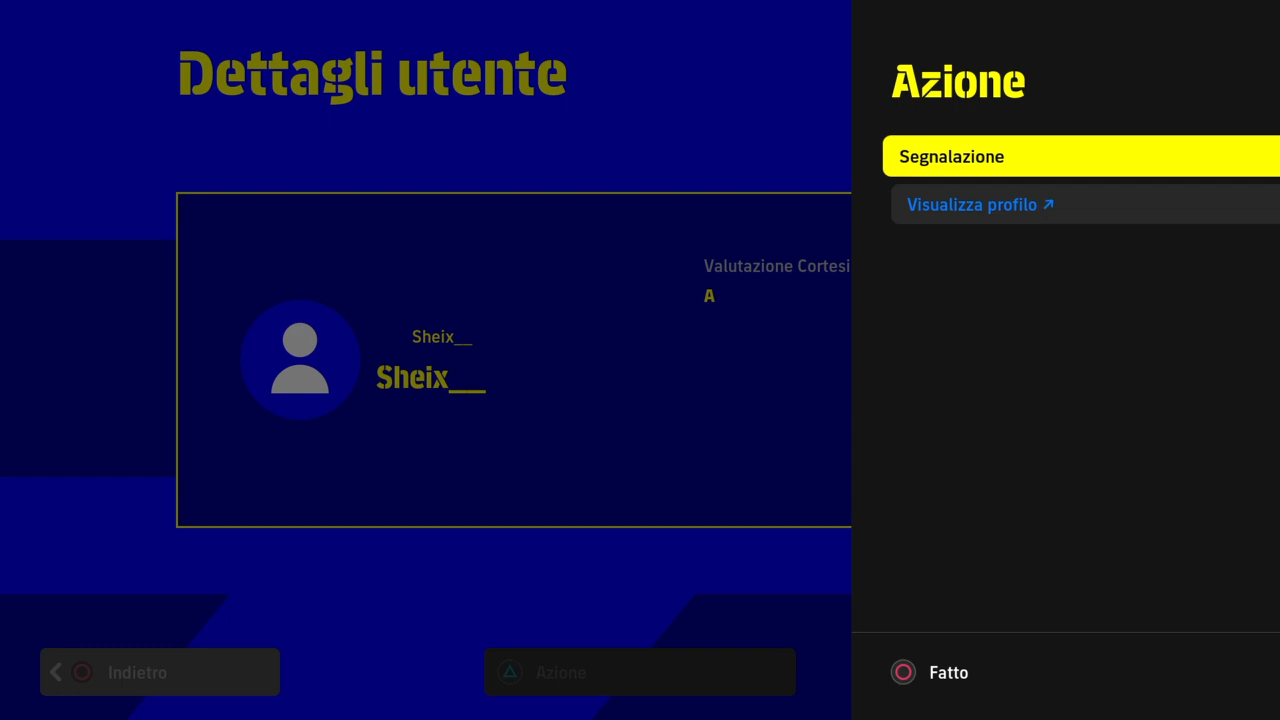 Dettagli utente
Valutazione Cortesi
A
Sheix__
Sheix__
Indietro
Azione
Azione
Segnalazione
Visualizza profilo ↗
Fatto